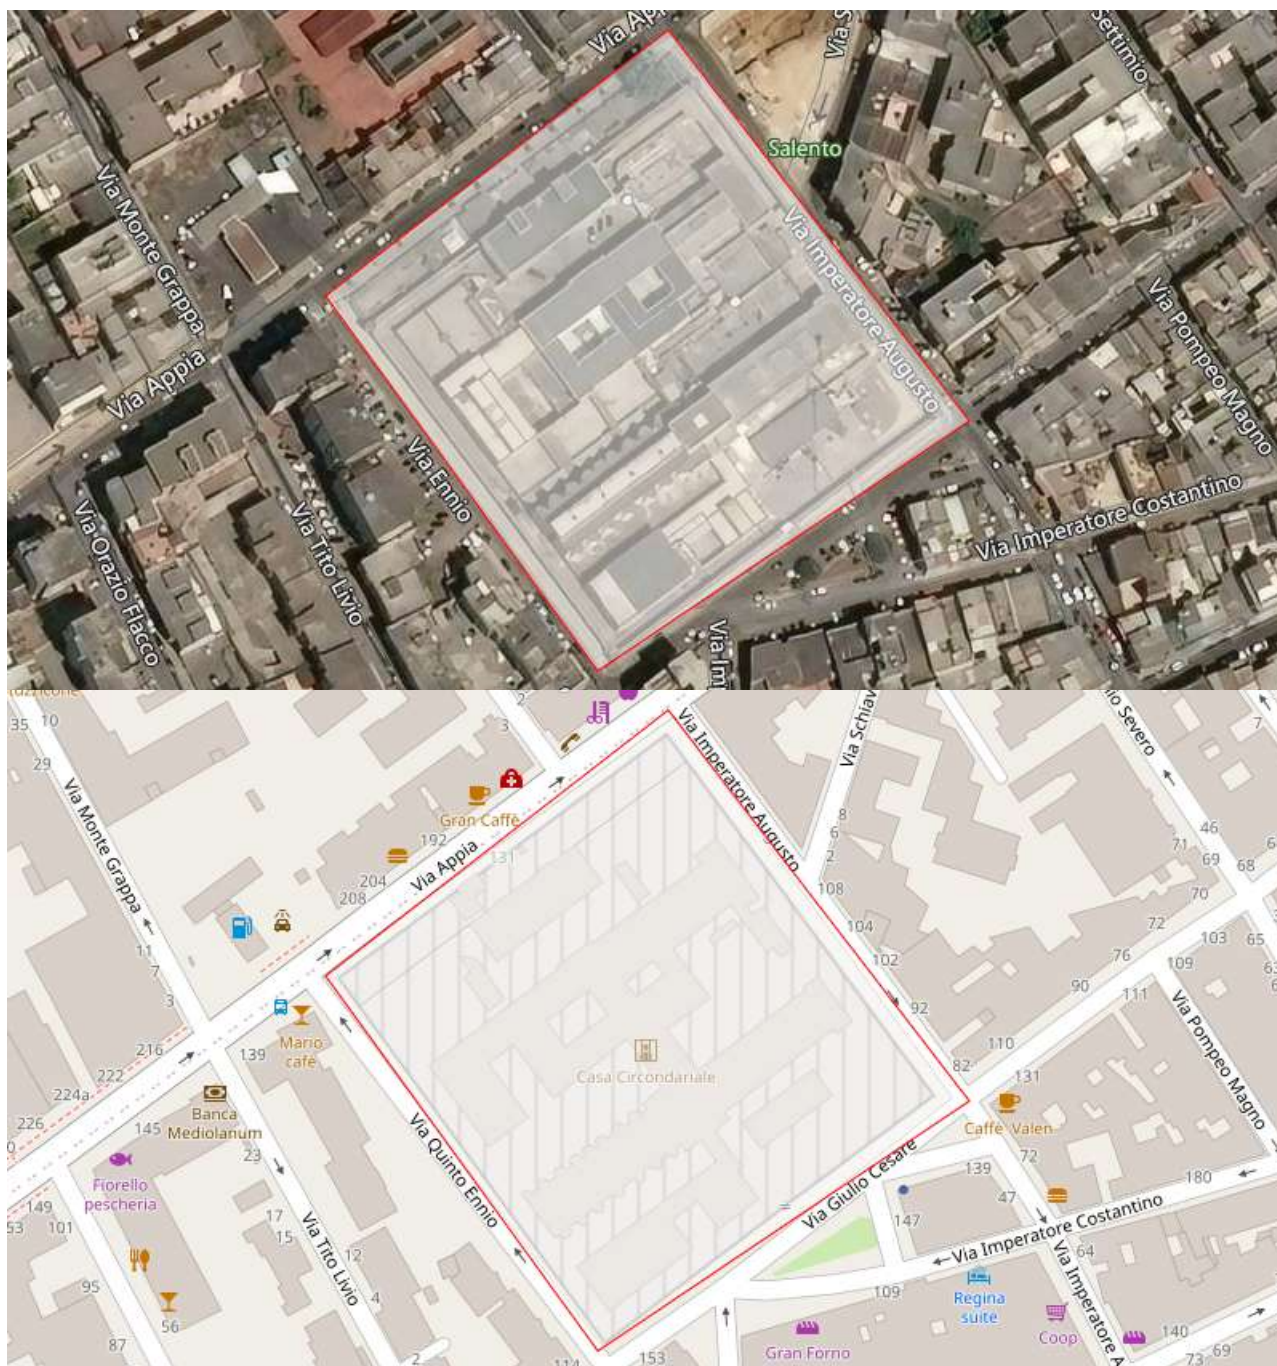 Via Ap
Via S
Settimio
Salento
Via Monte Grappa
Via Imperatore Augusto
Via Pompeo Magno
Via Appia
Via Ennio
Via Imperatore Costantino
Via Orazio Flacco
Via Tito Livio
Via Im
35
10
29
2
3
Via Imperatore Augusto
Via Schiav
io Severo
7
Via Monte Grappa
Gran Caffè
192
131
Via Appia
204
208
8
6
2
46
71
69
68
108
70
104
72
103
65
11
7
3
102
76
109
90
111
92
Mario
café
139
216
222
224a
226
Casa Circondariale
110
82
131
Via Pompeo Magno
Banca
Mediolanum
145
23
Via Quinto Ennio
Caffè Valen
Via Giulio Cesare
72
139
180
Fiorello
pescheria
149
53
101
47
17
15
Via Tito Livio
12
147
Via Imperatore Costantino
64
95
4
109
Regina
suite
Via Imperatore A
56
87
2
114
153
Gran Forno
Coop
140
73
69